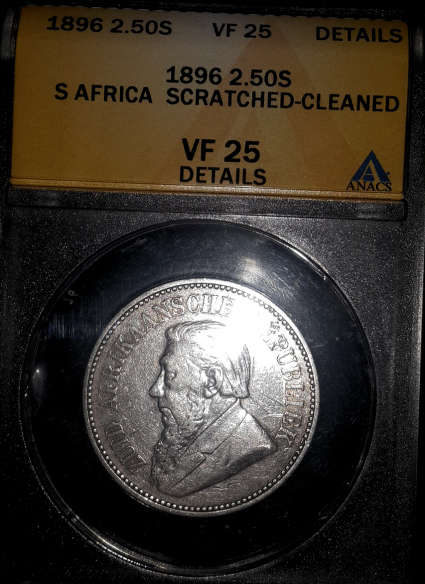 1896 2.50S VF 25 DETAILS
1896 2.50S
S AFRICA SCRATCHED-CLEANED
VF 25
DETAILS
ANACS
ZUID AFRIKAANSCHE REPUBLIEK